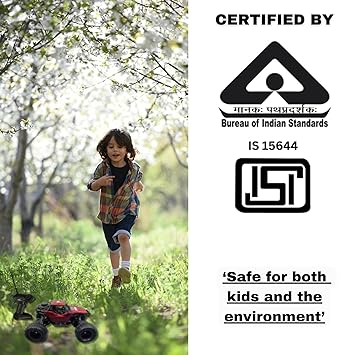 CERTIFIED BY
मानकः पथप्रदर्शकः
Bureau of Indian Standards
IS 15644
ISI
‘Safe for both
kids and the
environment’